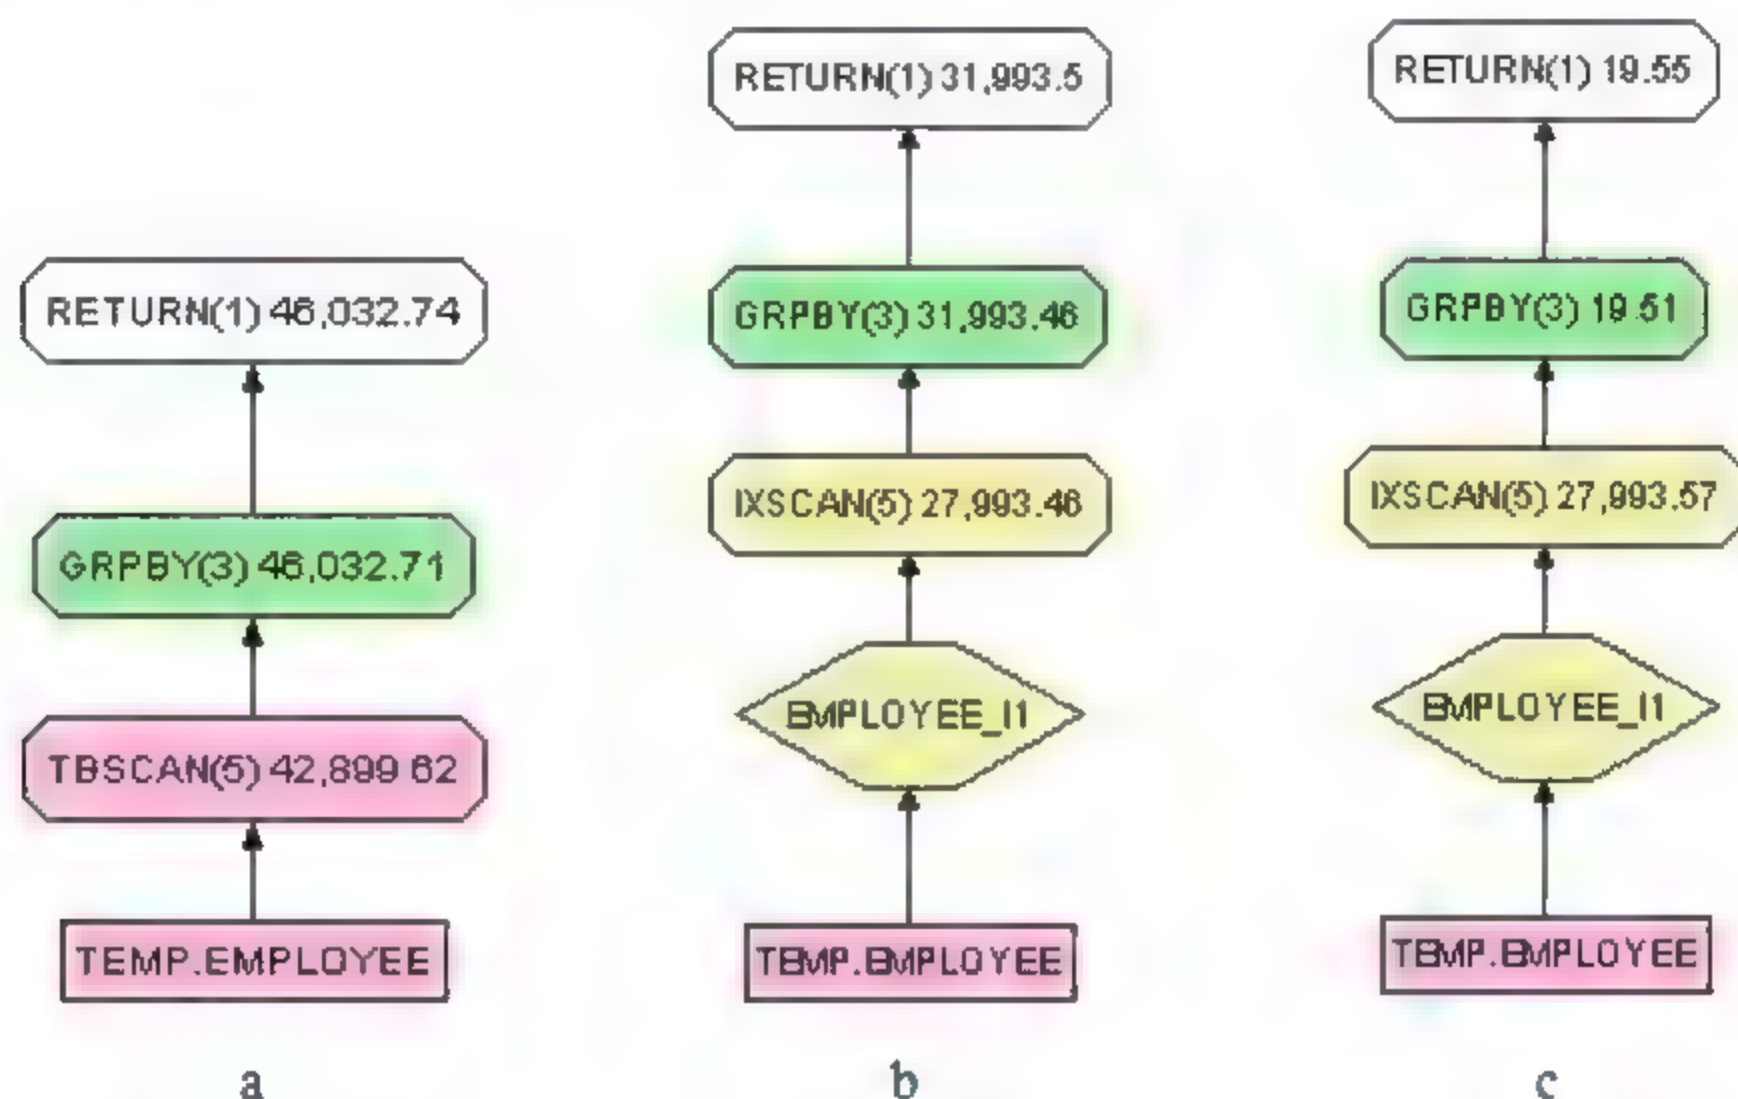 RETURN(1) 46,032.74
GRPBY(3) 46,032.71
TBSCAN(5) 42,899 62
TEMP.EMPLOYEE
a
RETURN(1) 31,993.5
GRPBY(3) 31,993.46
IXSCAN(5) 27,993.46
EMPLOYEE_I1
TEMP.EMPLOYEE
b
RETURN(1) 19.55
GRPBY(3) 19 51
IXSCAN(5) 27,993.57
EMPLOYEE_I1
TEMP.EMPLOYEE
c